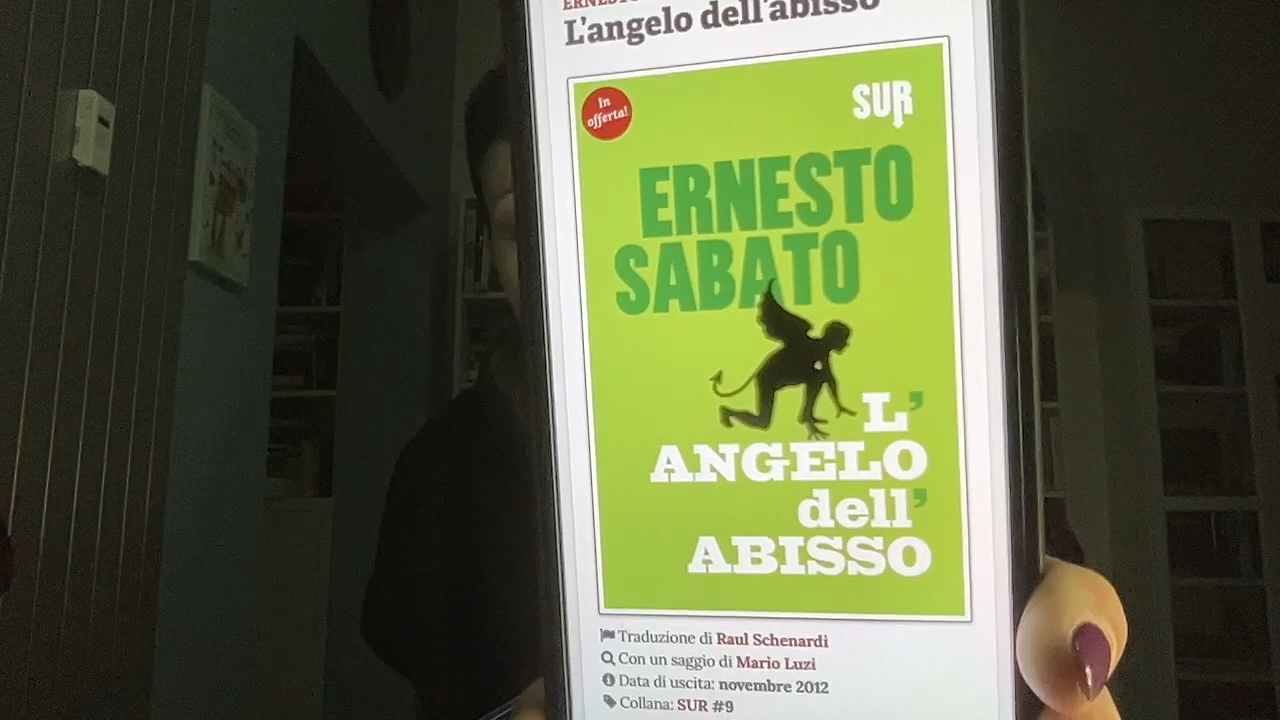 ERNESTO
L'angelo dell'abisso
In
offerta!
SUR
ERNESTO
SABATO
L'
ANGELO
dell'
ABISSO
Traduzione di Raul Schenardi
Con un saggio di Mario Luzi
Data di uscita: novembre 2012
Collana: SUR #9